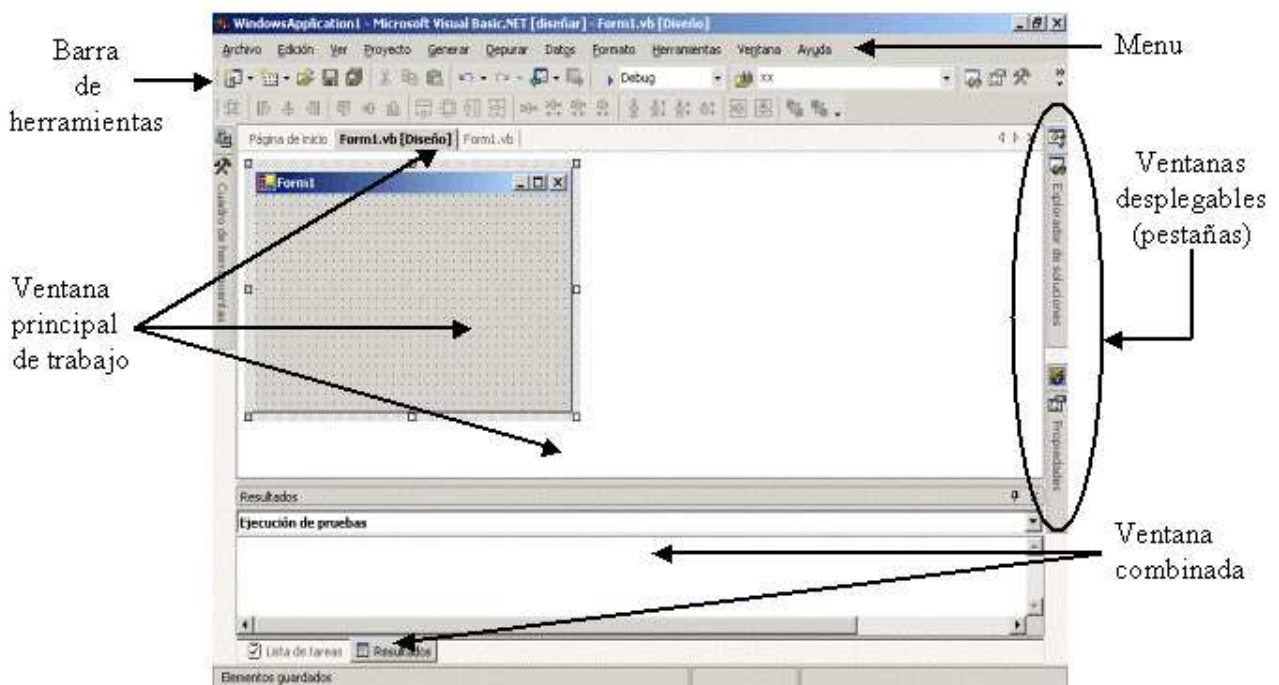 WindowsApplication1 - Microsoft Visual Basic.NET [diseñar] - Form1.vb [Diseño]
Archivo Edición Ver Proyecto Generar Depurar Datos Formato Herramientas Ventana Ayuda
Menu
Barra
de
herramientas
Debug
xx
Página de inicio Form1.vb [Diseño] Form1.vb
Form1
Cuadro de herramientas
Explorador de soluciones
Propiedades
Ventanas
desplegables
(pestañas)
Ventana
principal
de trabajo
Resultados
Ejecución de pruebas
Ventana
combinada
Lista de tareas Resultados
Elementos guardados